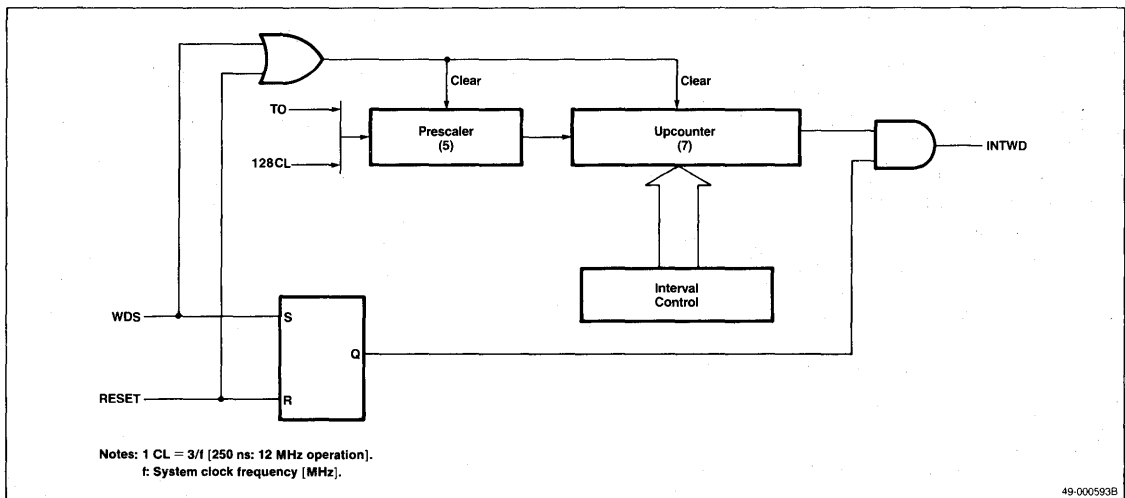 Clear
Clear
TO
Prescaler
(5)
Upcounter
(7)
INTWD
128CL
Interval
Control
WDS
S
Q
RESET
R
Notes: 1 CL = 3/f [250 ns: 12 MHz operation].
f: System clock frequency [MHz].
49-000593B